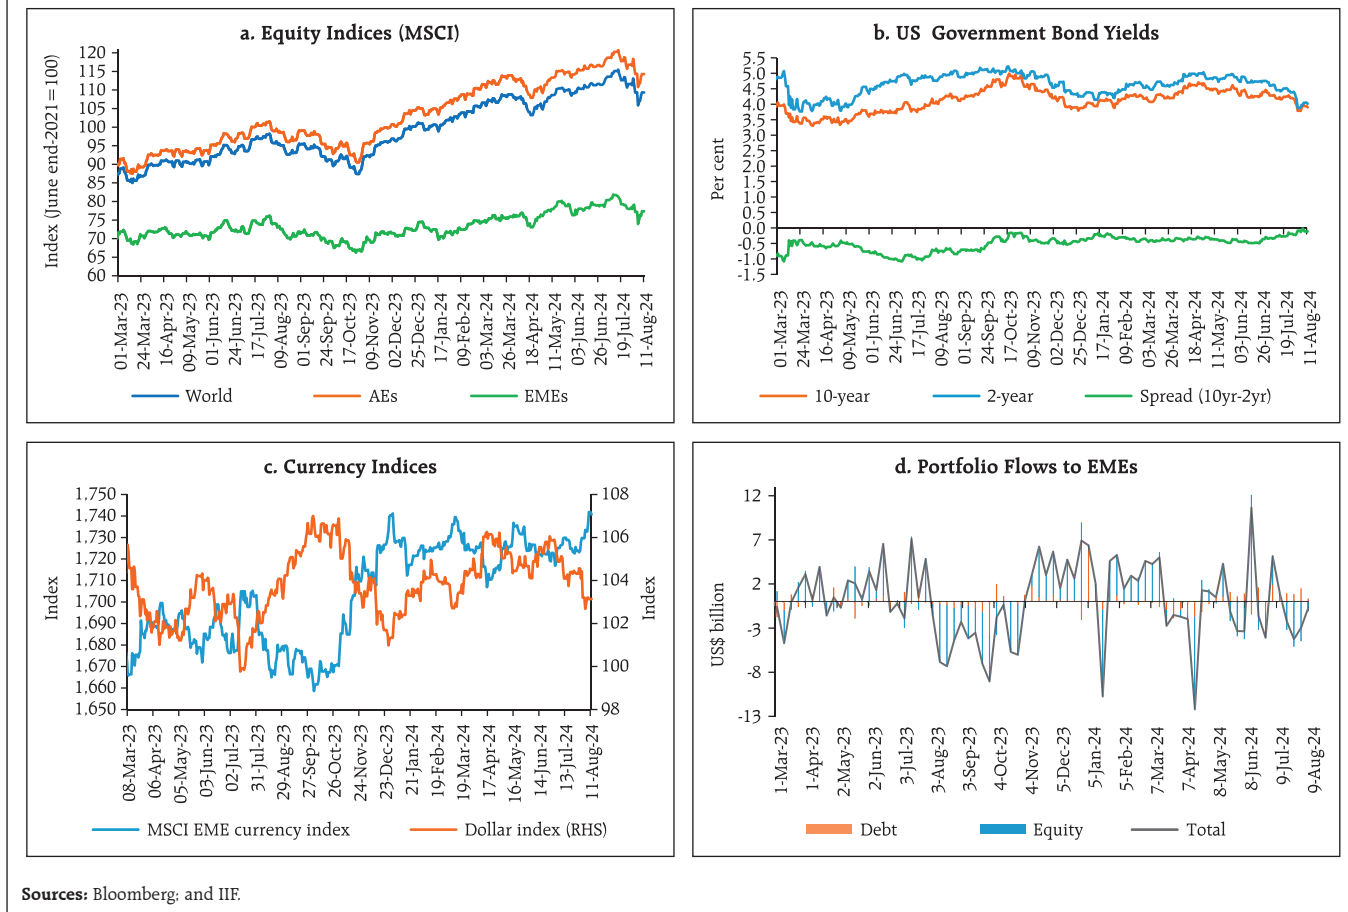 a. Equity Indices (MSCI)
Index (June end-2021 = 100)
120
115
110
105
100
95
90
85
80
75
70
65
60
01-Mar-23
24-Mar-23
16-Apr-23
09-May-23
01-Jun-23
24-Jun-23
17-Jul-23
09-Aug-23
01-Sep-23
24-Sep-23
17-Oct-23
09-Nov-23
02-Dec-23
25-Dec-23
17-Jan-24
09-Feb-24
03-Mar-24
26-Mar-24
18-Apr-24
11-May-24
03-Jun-24
26-Jun-24
19-Jul-24
11-Aug-24
World
AEs
EMEs
b. US Government Bond Yields
Per cent
5.5
5.0
4.5
4.0
3.5
3.0
2.5
2.0
1.5
1.0
0.5
0.0
-0.5
-1.0
-1.5
01-Mar-23
24-Mar-23
16-Apr-23
09-May-23
01-Jun-23
24-Jun-23
17-Jul-23
09-Aug-23
01-Sep-23
24-Sep-23
17-Oct-23
09-Nov-23
02-Dec-23
25-Dec-23
17-Jan-24
09-Feb-24
03-Mar-24
26-Mar-24
18-Apr-24
11-May-24
03-Jun-24
26-Jun-24
19-Jul-24
11-Aug-24
10-year
2-year
Spread (10yr-2yr)
c. Currency Indices
Index
1,750
1,740
1,730
1,720
1,710
1,700
1,690
1,680
1,670
1,660
1,650
108
106
104
102
100
98
Index
08-Mar-23
06-Apr-23
05-May-23
03-Jun-23
02-Jul-23
31-Jul-23
29-Aug-23
27-Sep-23
26-Oct-23
24-Nov-23
23-Dec-23
21-Jan-24
19-Feb-24
19-Mar-24
17-Apr-24
16-May-24
14-Jun-24
13-Jul-24
11-Aug-24
MSCI EME currency index
Dollar index (RHS)
d. Portfolio Flows to EMEs
US$ billion
12
7
2
-3
-8
-13
1-Mar-23
1-Apr-23
2-May-23
2-Jun-23
3-Jul-23
3-Aug-23
3-Sep-23
4-Oct-23
4-Nov-23
5-Dec-23
5-Jan-24
5-Feb-24
7-Mar-24
7-Apr-24
8-May-24
8-Jun-24
9-Jul-24
9-Aug-24
Debt
Equity
Total
Sources: Bloomberg; and IIF.